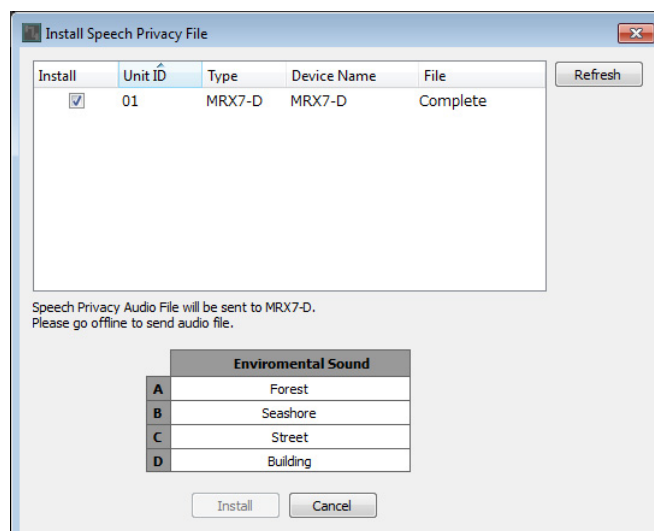 Install Speech Privacy File
Install Unit ID Type Device Name File Refresh
01 MRX7-D MRX7-D Complete
Speech Privacy Audio File will be sent to MRX7-D.
Please go offline to send audio file.
Enviromental Sound
A Forest
B Seashore
C Street
D Building
Install Cancel